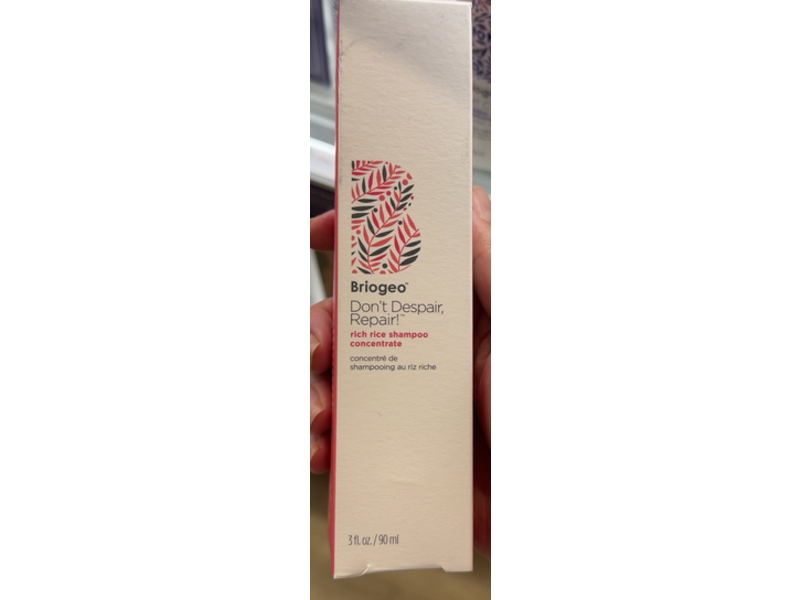 Briogeo™
Don't Despair,
Repair!™
rich rice shampoo
concentrate
concentré de
shampooing au riz riche
3 fl. oz. / 90 ml